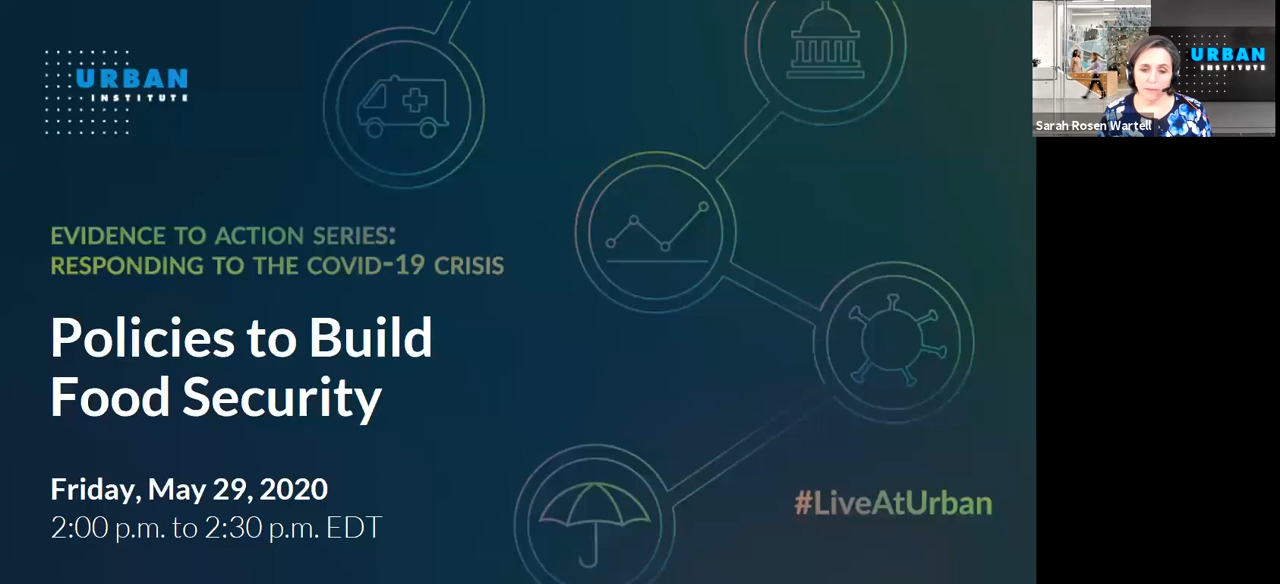 URBAN
INSTITUTE
EVIDENCE TO ACTION SERIES:
RESPONDING TO THE COVID-19 CRISIS
Policies to Build
Food Security
Friday, May 29, 2020
2:00 p.m. to 2:30 p.m. EDT
#LiveAtUrban
URBAN
INSTITUTE
Sarah Rosen Wartell